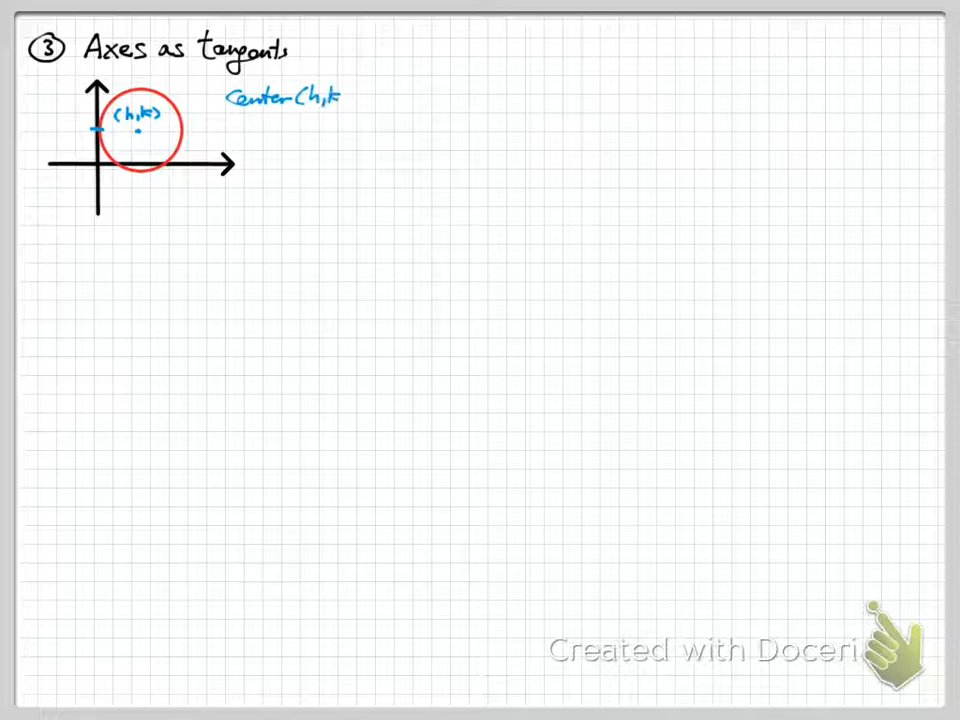 ③ Axes as tangents
(h,k)
Center (h,k
Created with Doceri